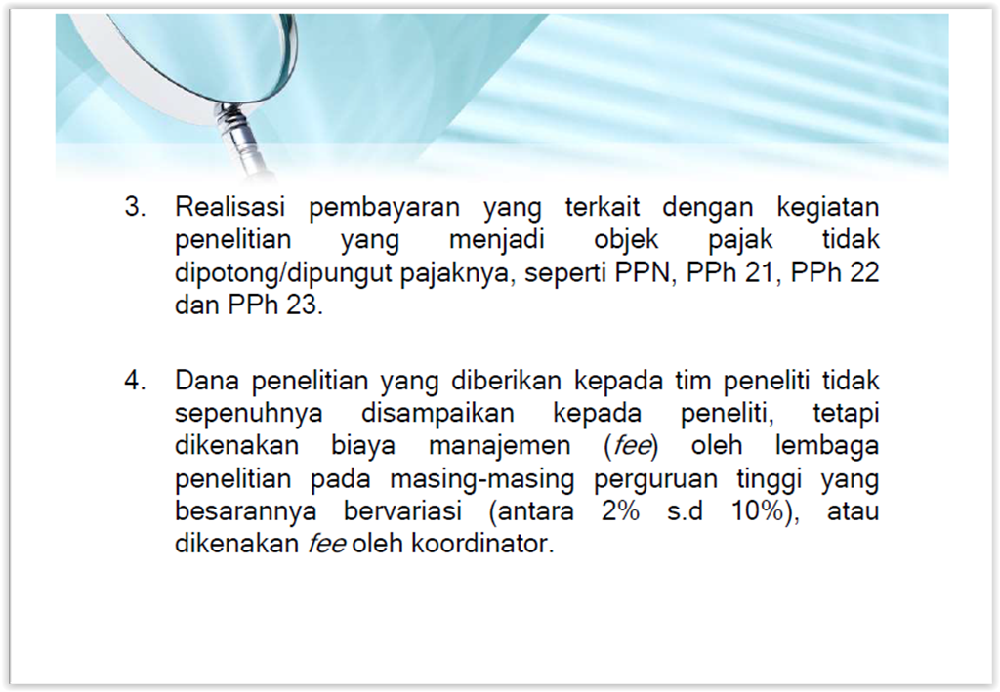 3. Realisasi pembayaran yang terkait dengan kegiatan
penelitian yang menjadi objek pajak tidak
dipotong/dipungut pajaknya, seperti PPN, PPh 21, PPh 22
dan PPh 23.
4. Dana penelitian yang diberikan kepada tim peneliti tidak
sepenuhnya disampaikan kepada peneliti, tetapi
dikenakan biaya manajemen (fee) oleh lembaga
penelitian pada masing-masing perguruan tinggi yang
besarannya bervariasi (antara 2% s.d 10%), atau
dikenakan fee oleh koordinator.